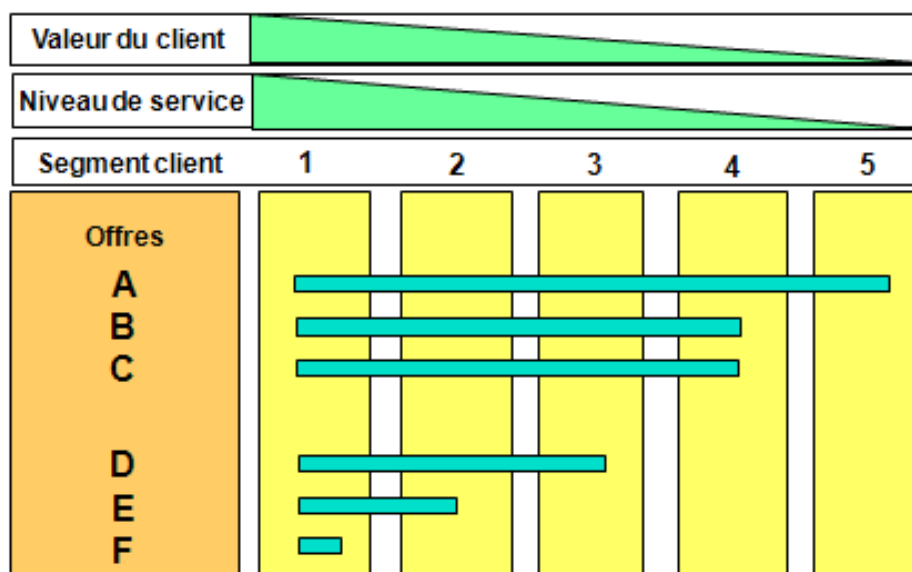 Valeur du client
Niveau de service
Segment client 1 2 3 4 5
Offres
A
B
C
D
E
F